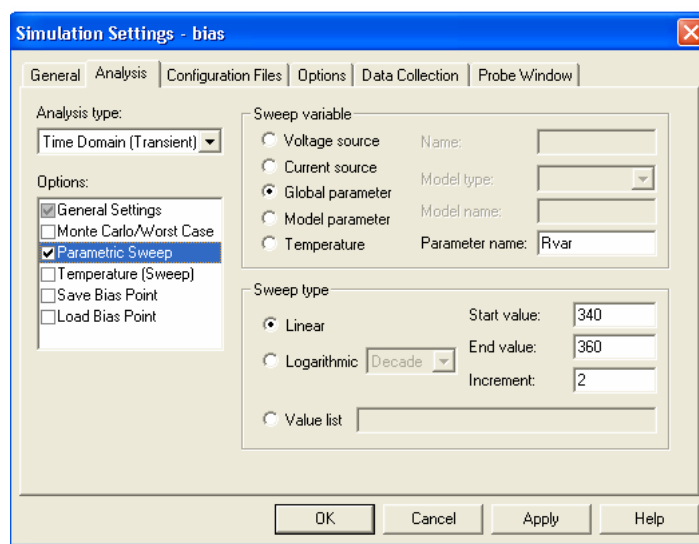 Simulation Settings - bias
General Analysis Configuration Files Options Data Collection Probe Window
Analysis type:
Time Domain (Transient)
Options:
General Settings
Monte Carlo/Worst Case
Parametric Sweep
Temperature (Sweep)
Save Bias Point
Load Bias Point
Sweep variable
Voltage source
Current source
Global parameter
Model parameter
Temperature
Name:
Model type:
Model name:
Parameter name: Rvar
Sweep type
Linear
Logarithmic Decade
Value list
Start value: 340
End value: 360
Increment: 2
OK Cancel Apply Help